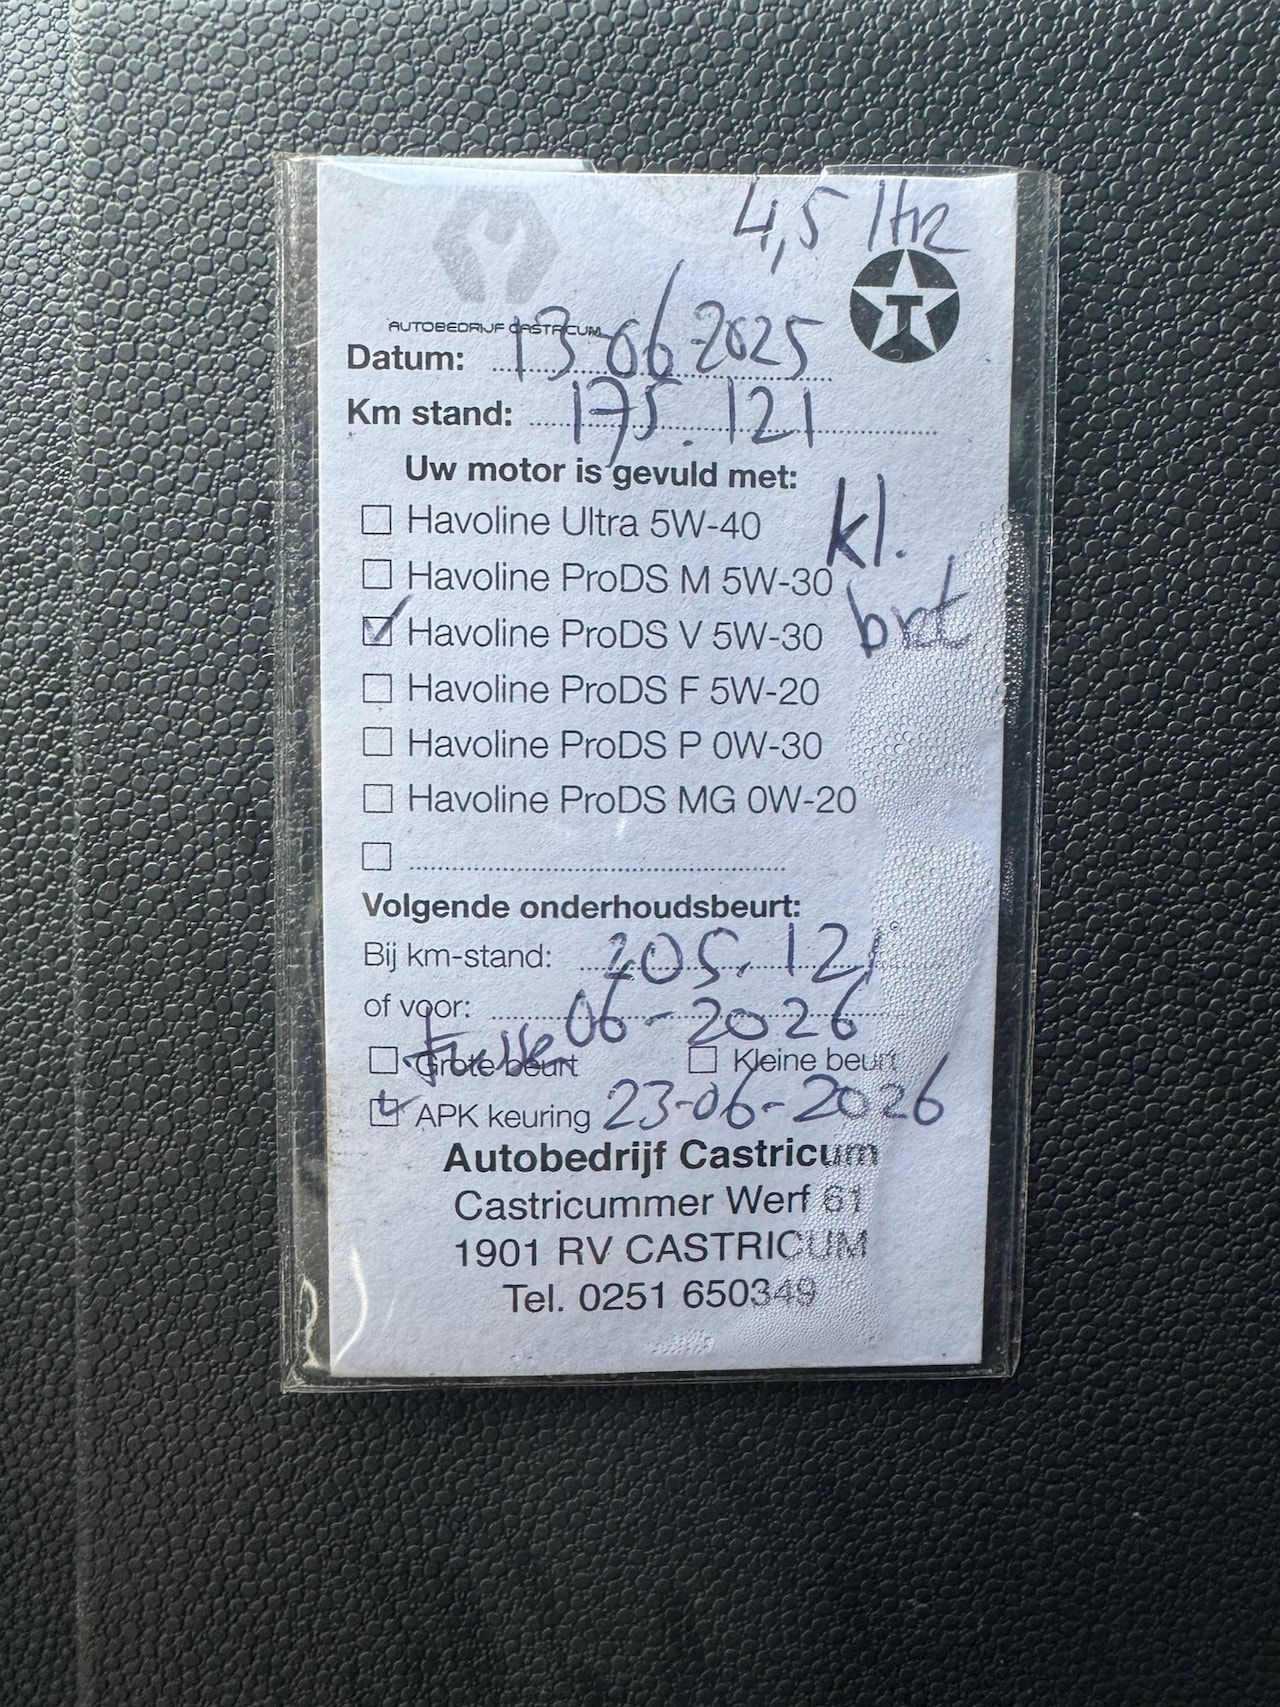 4,5 ltr
AUTOBEDRIJF CASTRICUM
T
Datum: 13-06-2025
Km stand: 175.121
Uw motor is gevuld met:
Havoline Ultra 5W-40
kl.
Havoline ProDS M 5W-30
Havoline ProDS V 5W-30
brt
Havoline ProDS F 5W-20
Havoline ProDS P 0W-30
Havoline ProDS MG 0W-20
Volgende onderhoudsbeurt:
Bij km-stand: 205.121
of voor: 06-2026
Grote beurt Kleine beurt
APK keuring 23-06-2026
Autobedrijf Castricum
Castricummer Werf 61
1901 RV CASTRICUM
Tel. 0251 650349